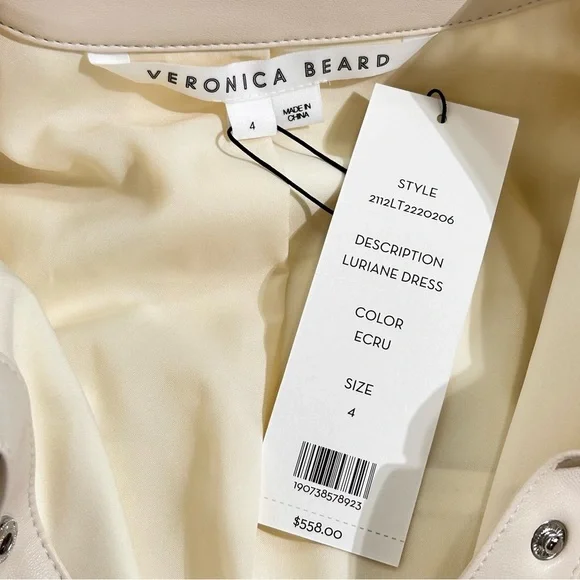 VERONICA BEARD
4
MADE IN
CHINA
STYLE
2112LT2220206
DESCRIPTION
LURIANE DRESS
COLOR
ECRU
SIZE
4
190738578923
$558.00